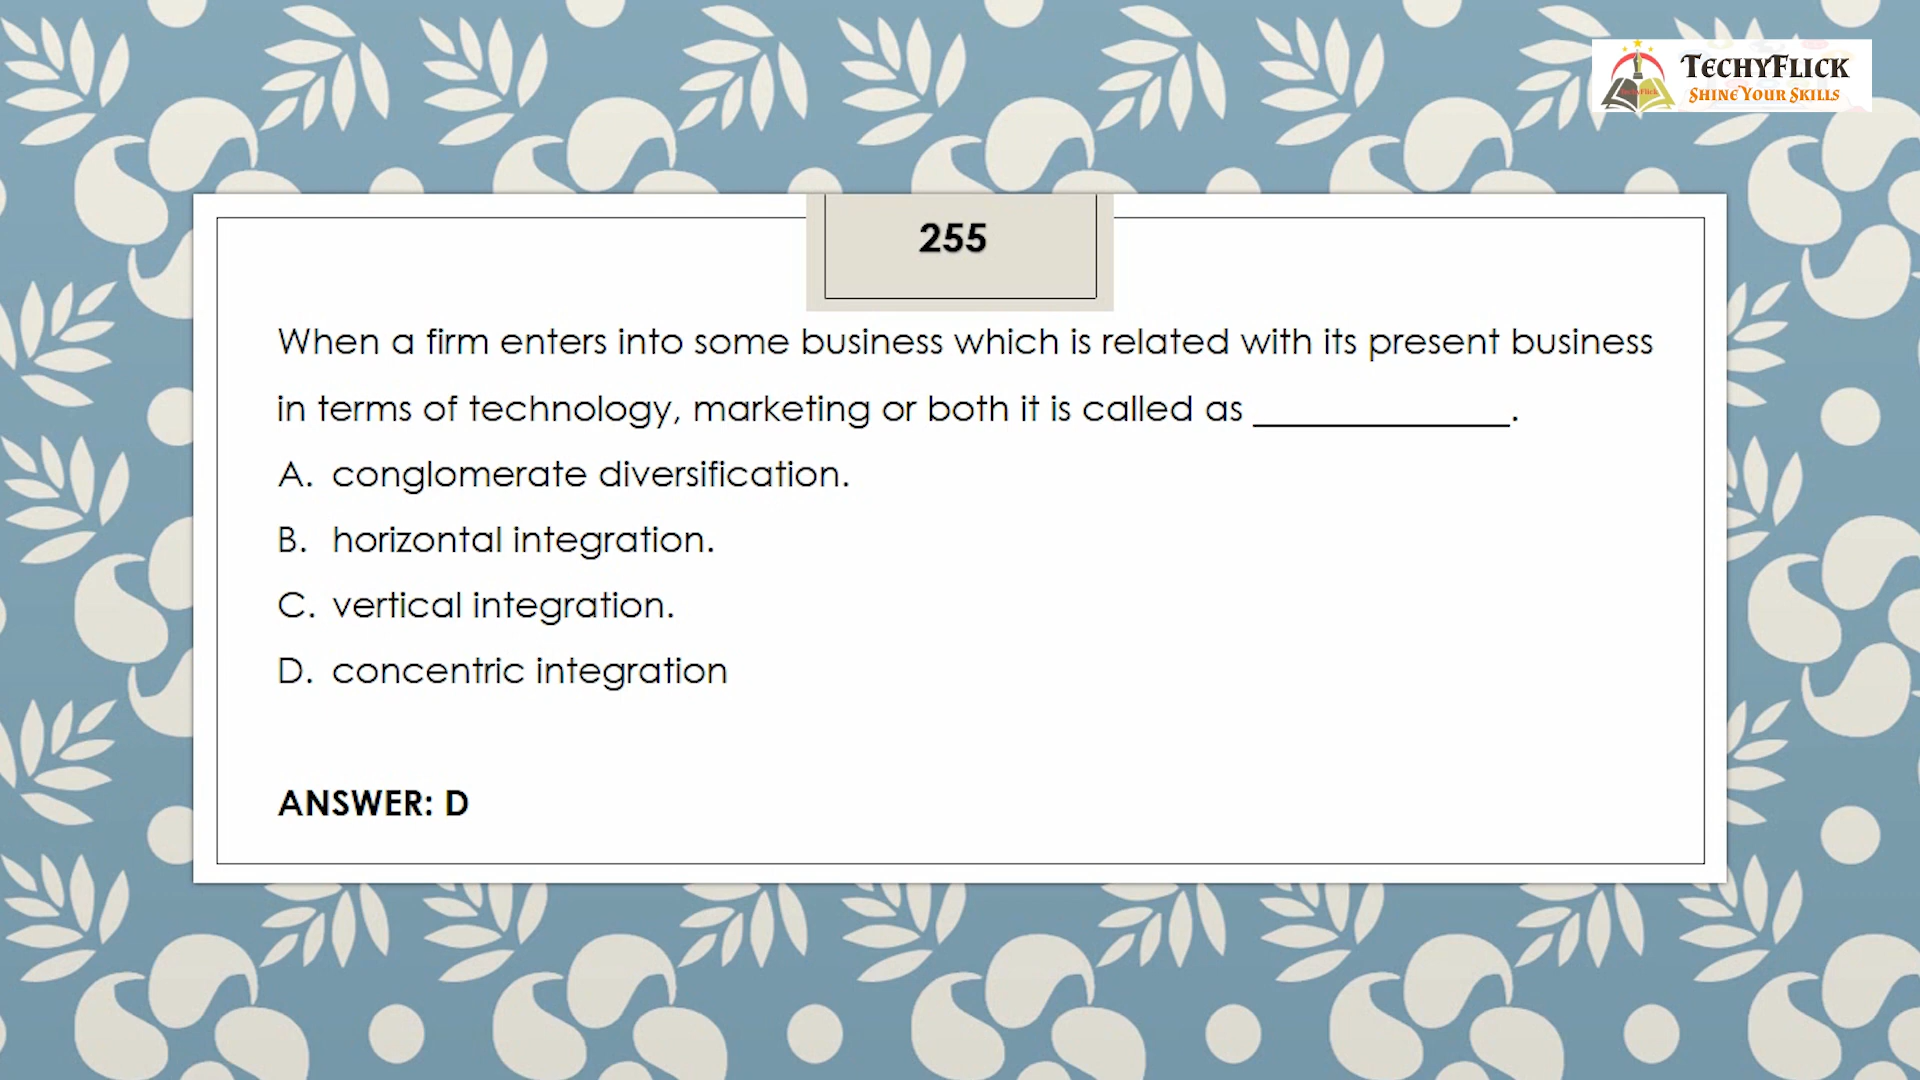 TECHYFLICK
SHINE YOUR SKILLS
255
When a firm enters into some business which is related with its present business
in terms of technology, marketing or both it is called as ______________.
A. conglomerate diversification.
B. horizontal integration.
C. vertical integration.
D. concentric integration
ANSWER: D